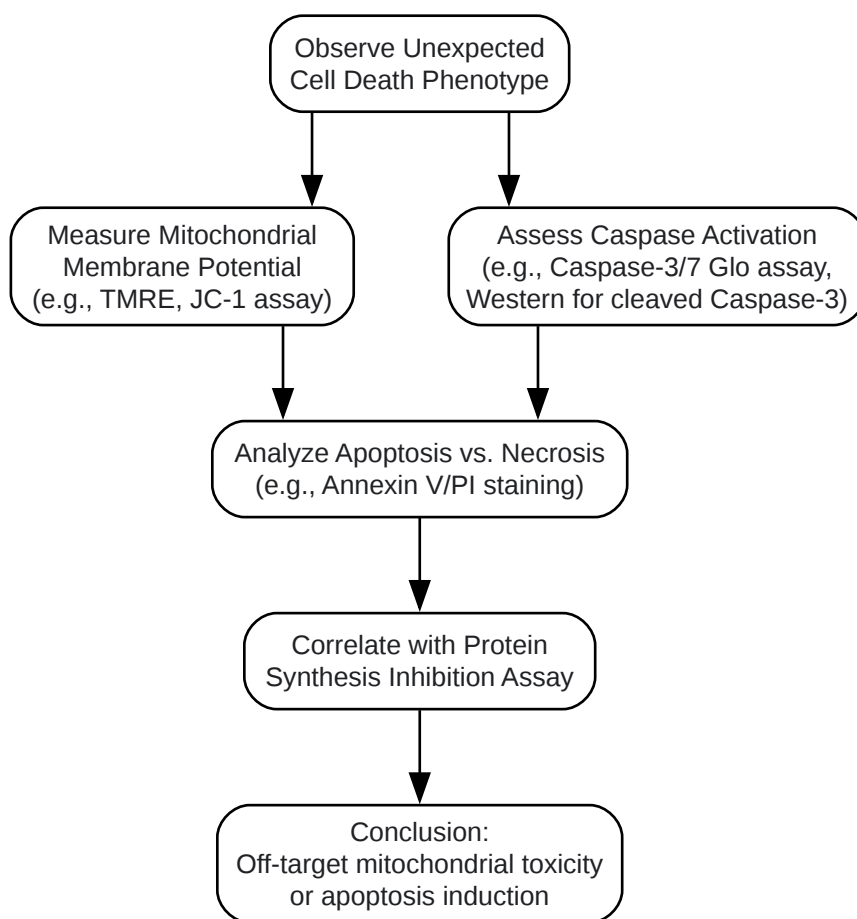 Observe Unexpected
Cell Death Phenotype
Measure Mitochondrial
Membrane Potential
(e.g., TMRE, JC-1 assay)
Assess Caspase Activation
(e.g., Caspase-3/7 Glo assay,
Western for cleaved Caspase-3)
Analyze Apoptosis vs. Necrosis
(e.g., Annexin V/PI staining)
Correlate with Protein
Synthesis Inhibition Assay
Conclusion:
Off-target mitochondrial toxicity
or apoptosis induction